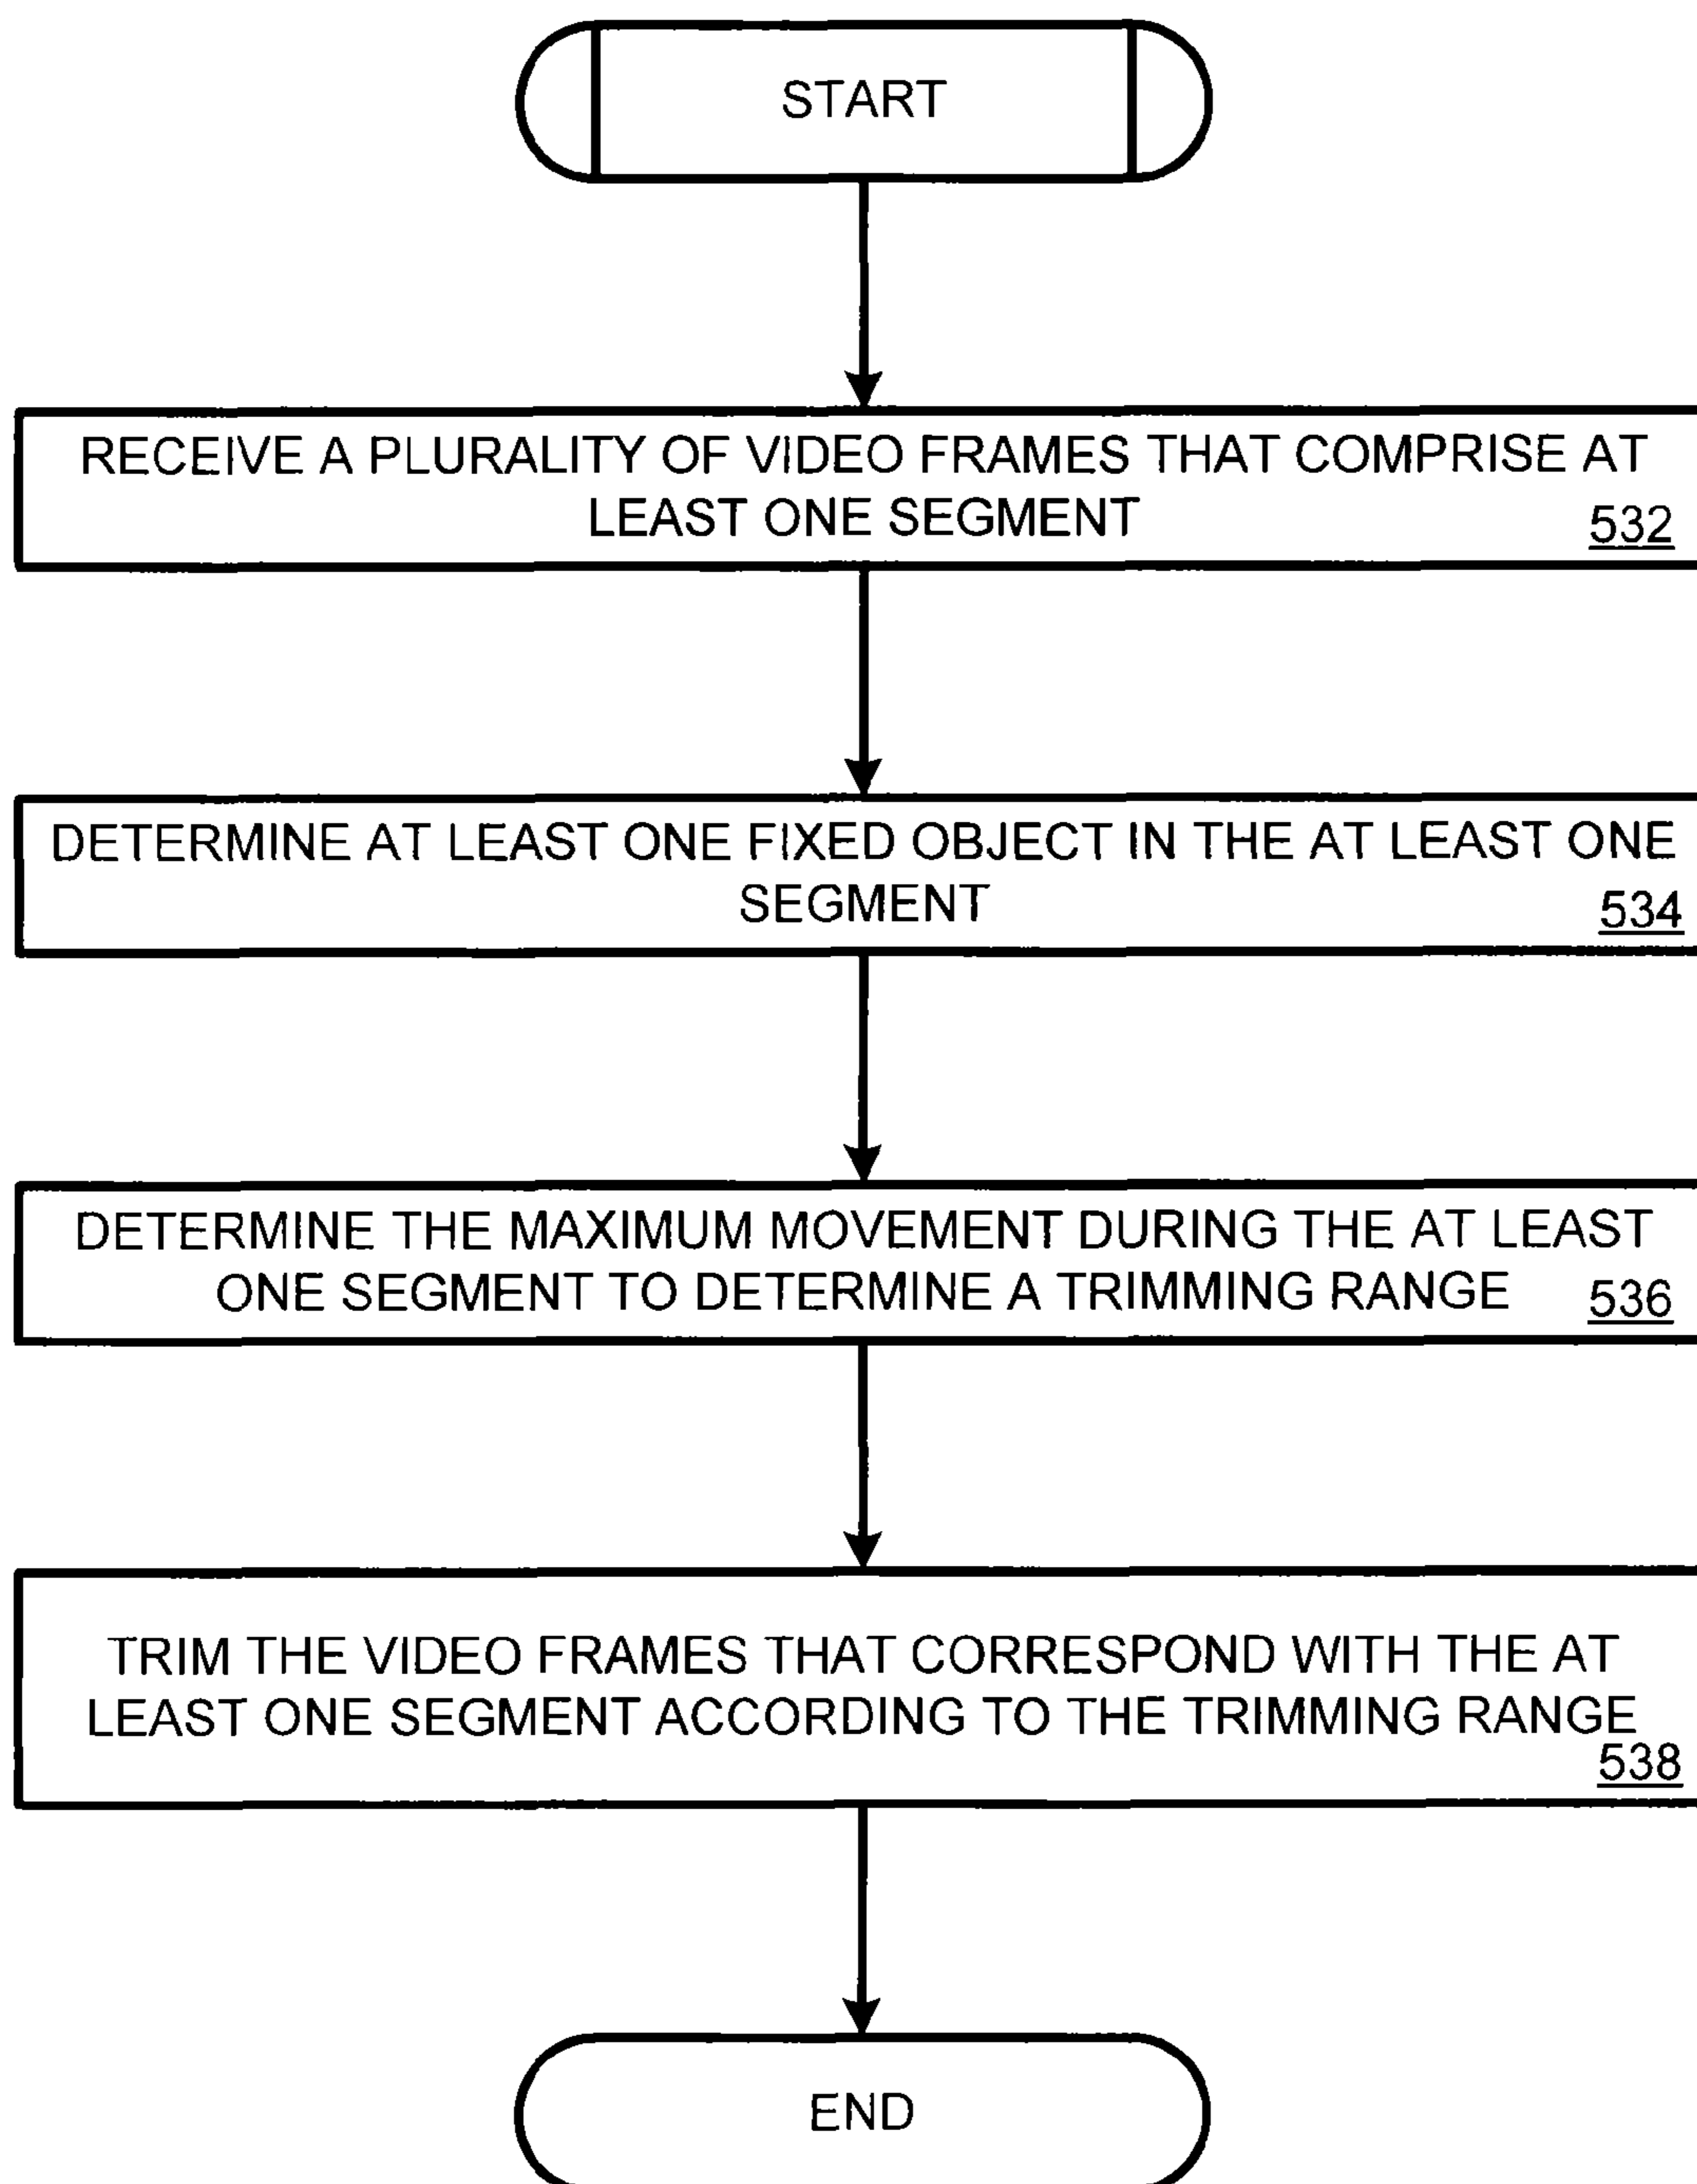 START
RECEIVE A PLURALITY OF VIDEO FRAMES THAT COMPRISE AT
LEAST ONE SEGMENT
532
DETERMINE AT LEAST ONE FIXED OBJECT IN THE AT LEAST ONE
SEGMENT
534
DETERMINE THE MAXIMUM MOVEMENT DURING THE AT LEAST
ONE SEGMENT TO DETERMINE A TRIMMING RANGE
536
TRIM THE VIDEO FRAMES THAT CORRESPOND WITH THE AT
LEAST ONE SEGMENT ACCORDING TO THE TRIMMING RANGE
538
END